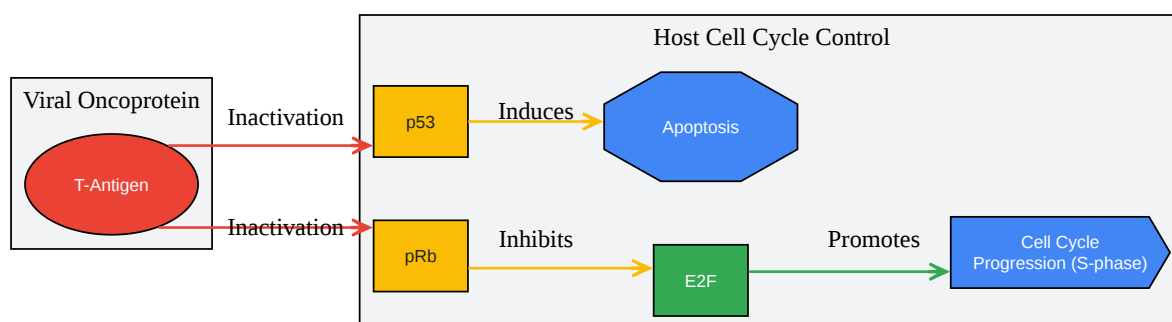 Host Cell Cycle Control
Viral Oncoprotein
Inactivation
p53
Induces
Apoptosis
T-Antigen
Inactivation
pRb
Inhibits
E2F
Promotes
Cell Cycle
Progression (S-phase)